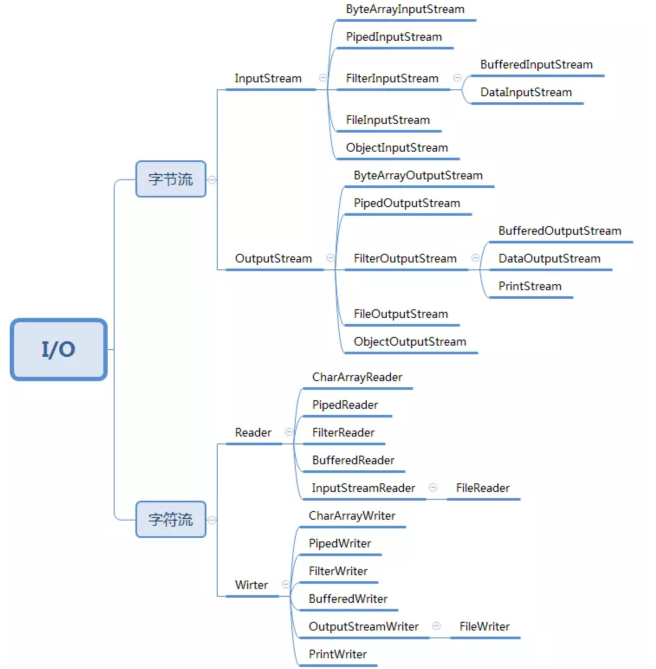 I/O
字节流
InputStream
ByteArrayInputStream
PipedInputStream
FilterInputStream
BufferedInputStream
DataInputStream
FileInputStream
ObjectInputStream
OutputStream
ByteArrayOutputStream
PipedOutputStream
FilterOutputStream
BufferedOutputStream
DataOutputStream
PrintStream
FileOutputStream
ObjectOutputStream
字符流
Reader
CharArrayReader
PipedReader
FilterReader
BufferedReader
InputStreamReader
FileReader
Wirter
CharArrayWriter
PipedWriter
FilterWriter
BufferedWriter
OutputStreamWriter
FileWriter
PrintWriter